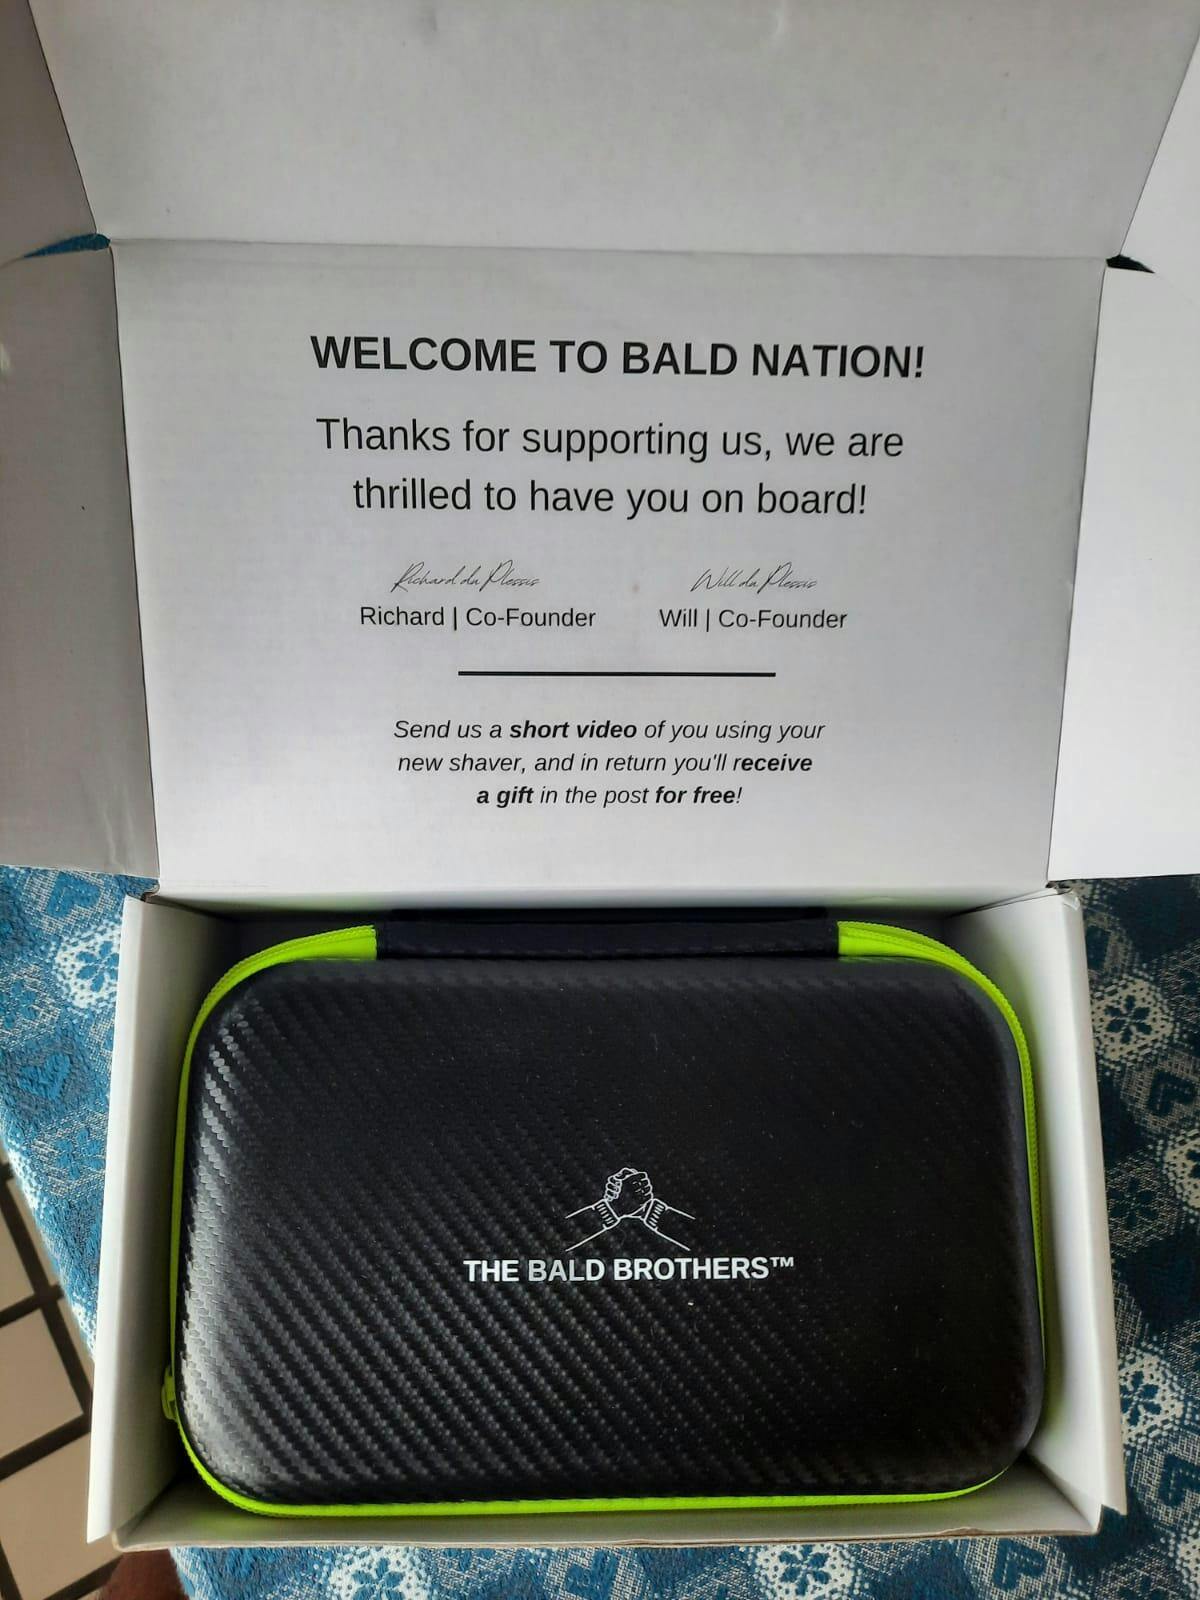 WELCOME TO BALD NATION!
Thanks for supporting us, we are
thrilled to have you on board!
Richard du Plessis
Will du Plessis
Richard | Co-Founder
Will | Co-Founder
Send us a short video of you using your
new shaver, and in return you'll receive
a gift in the post for free!
THE BALD BROTHERS™